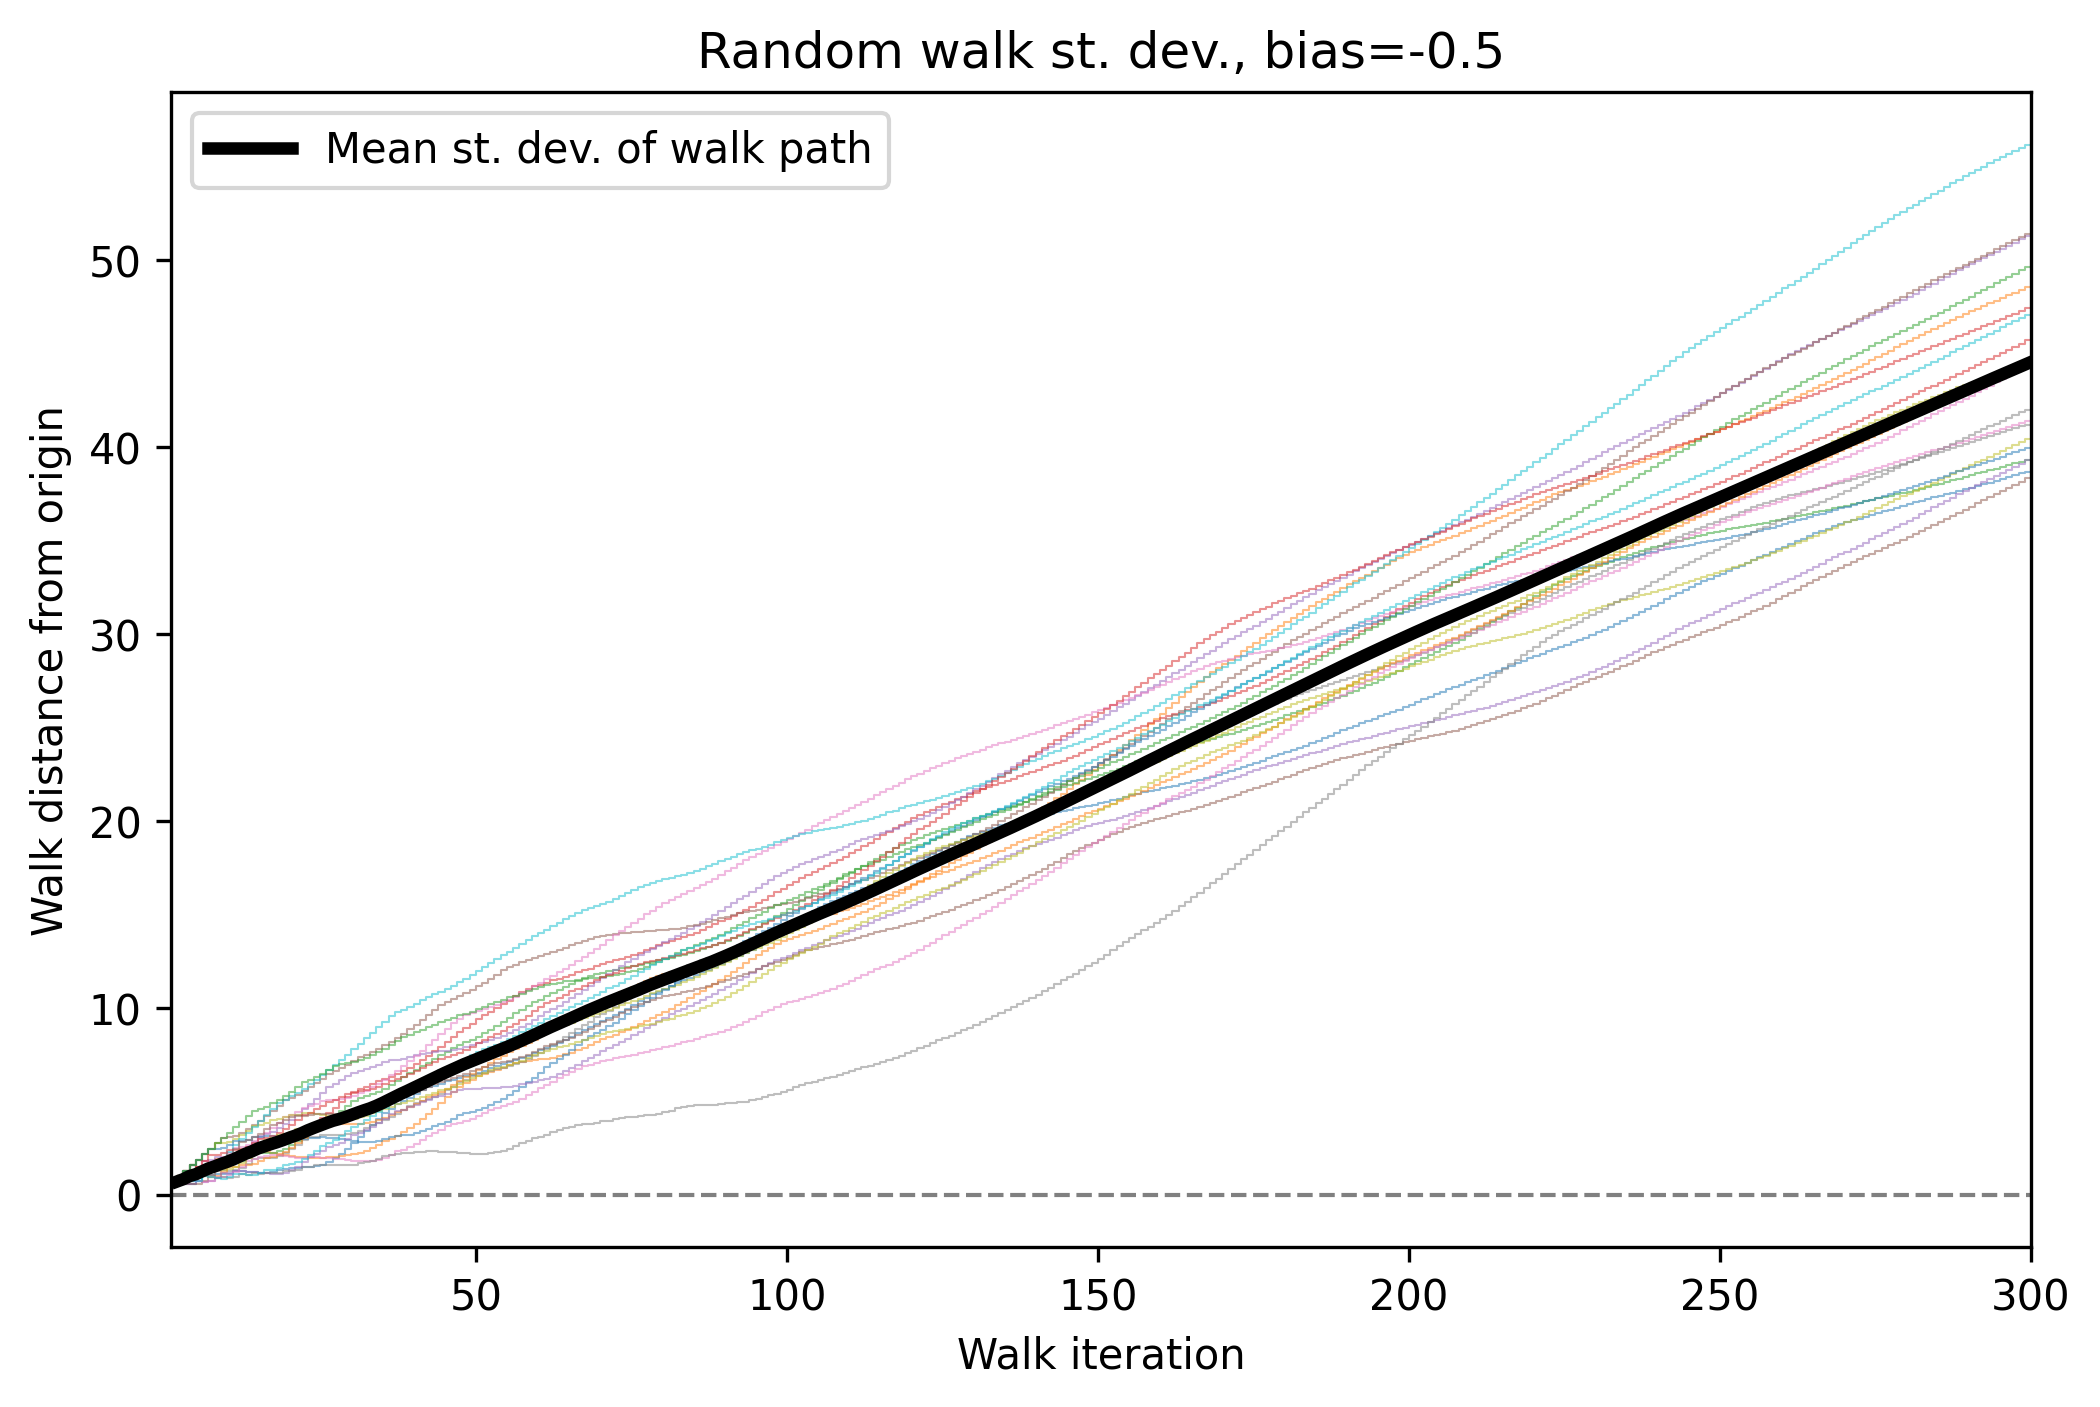 Random walk st. dev., bias=-0.5
Mean st. dev. of walk path
Walk distance from origin
50
40
30
20
10
0
50 100 150 200 250 300
Walk iteration